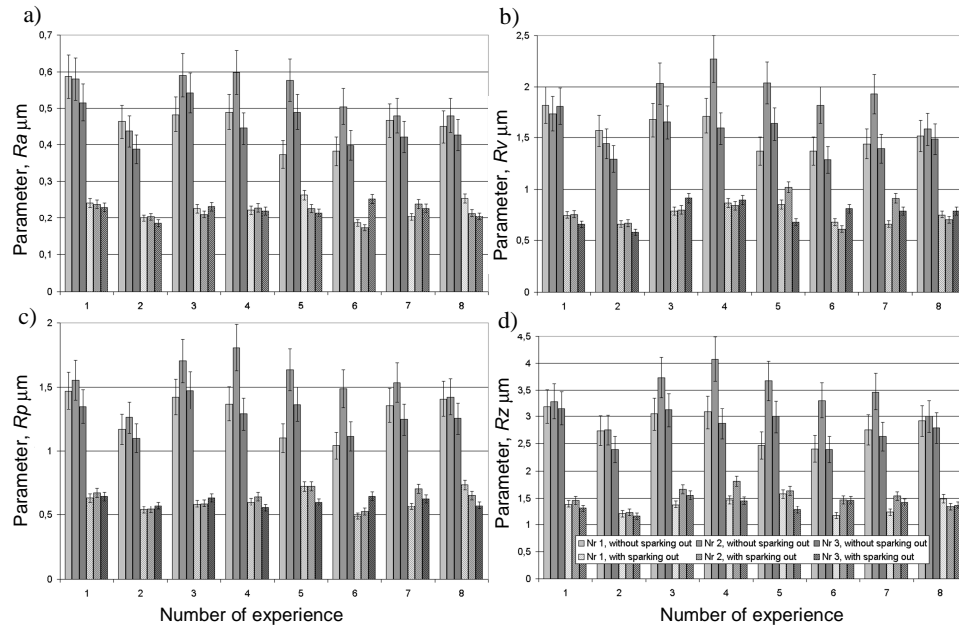 a)
0,7
0,6
0,5
0,4
0,3
0,2
0,1
0
Parameter, Ra µm
1 2 3 4 5 6 7 8
b)
2,5
2
1,5
1
0,5
0
Parameter, Rv µm
1 2 3 4 5 6 7 8
c)
2
1,5
1
0,5
0
Parameter, Rp µm
1 2 3 4 5 6 7 8
Number of experience
d)
4,5
4
3,5
3
2,5
2
1,5
1
0,5
0
Parameter, Rz µm
Nr 1, without sparking out Nr 2, without sparking out Nr 3, without sparking out
Nr 1, with sparking out Nr 2, with sparking out Nr 3, with sparking out
1 2 3 4 5 6 7 8
Number of experience